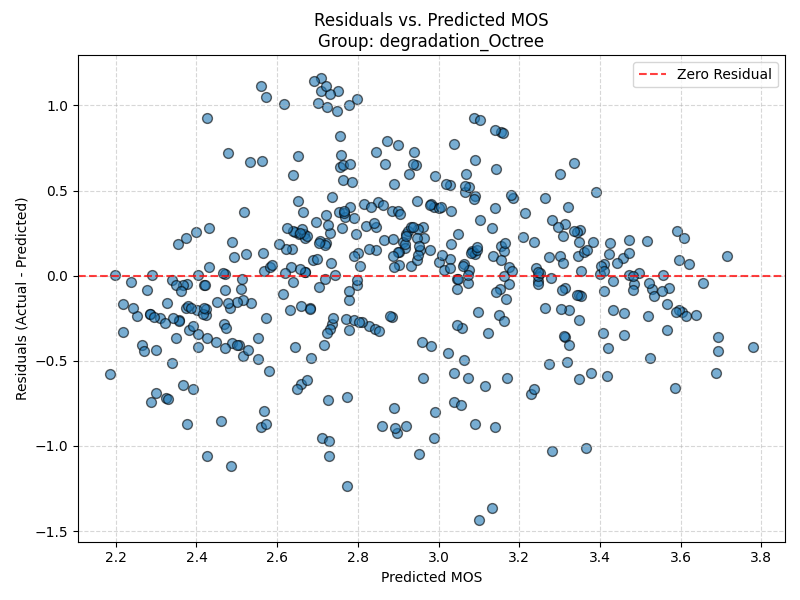 Residuals vs. Predicted MOS
Group: degradation_Octree
Zero Residual
Residuals (Actual - Predicted)
1.0
0.5
0.0
−0.5
−1.0
−1.5
2.2 2.4 2.6 2.8 3.0 3.2 3.4 3.6 3.8
Predicted MOS